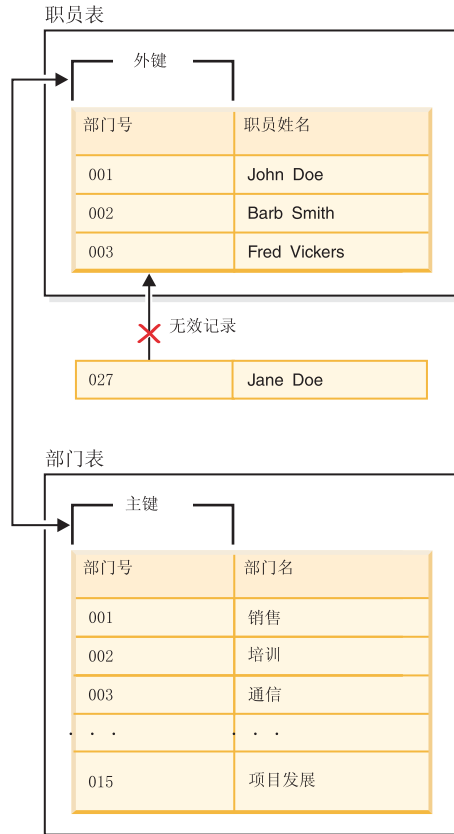 职员表
外键
部门号 职员姓名
001 John Doe
002 Barb Smith
003 Fred Vickers
无效记录
027 Jane Doe
部门表
主键
部门号 部门名
001 销售
002 培训
003 通信
. . . . . .
015 项目发展